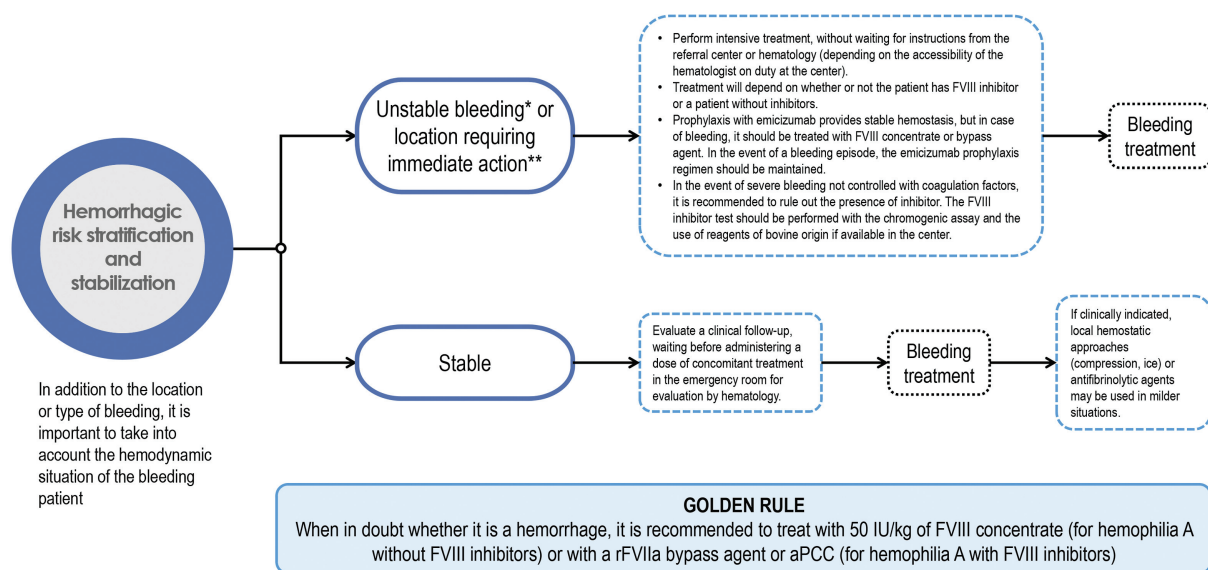 Hemorrhagic
risk stratification
and
stabilization
In addition to the location
or type of bleeding, it is
important to take into
account the hemodynamic
situation of the bleeding
patient
Unstable bleeding* or
location requiring
immediate action**
• Perform intensive treatment, without waiting for instructions from the
referral center or hematology (depending on the accessibility of the
hematologist on duty at the center).
• Treatment will depend on whether or not the patient has FVIII inhibitor
or a patient without inhibitors.
• Prophylaxis with emicizumab provides stable hemostasis, but in case
of bleeding, it should be treated with FVIII concentrate or bypass
agent. In the event of a bleeding episode, the emicizumab prophylaxis
regimen should be maintained.
• In the event of severe bleeding not controlled with coagulation factors,
it is recommended to rule out the presence of inhibitor. The FVIII
inhibitor test should be performed with the chromogenic assay and the
use of reagents of bovine origin if available in the center.
Bleeding
treatment
Stable
Evaluate a clinical follow-up,
waiting before administering a
dose of concomitant treatment
in the emergency room for
evaluation by hematology.
Bleeding
treatment
If clinically indicated,
local hemostatic
approaches
(compression, ice) or
antifibrinolytic agents
may be used in milder
situations.
GOLDEN RULE
When in doubt whether it is a hemorrhage, it is recommended to treat with 50 IU/kg of FVIII concentrate (for hemophilia A
without FVIII inhibitors) or with a rFVIIa bypass agent or aPCC (for hemophilia A with FVIII inhibitors)